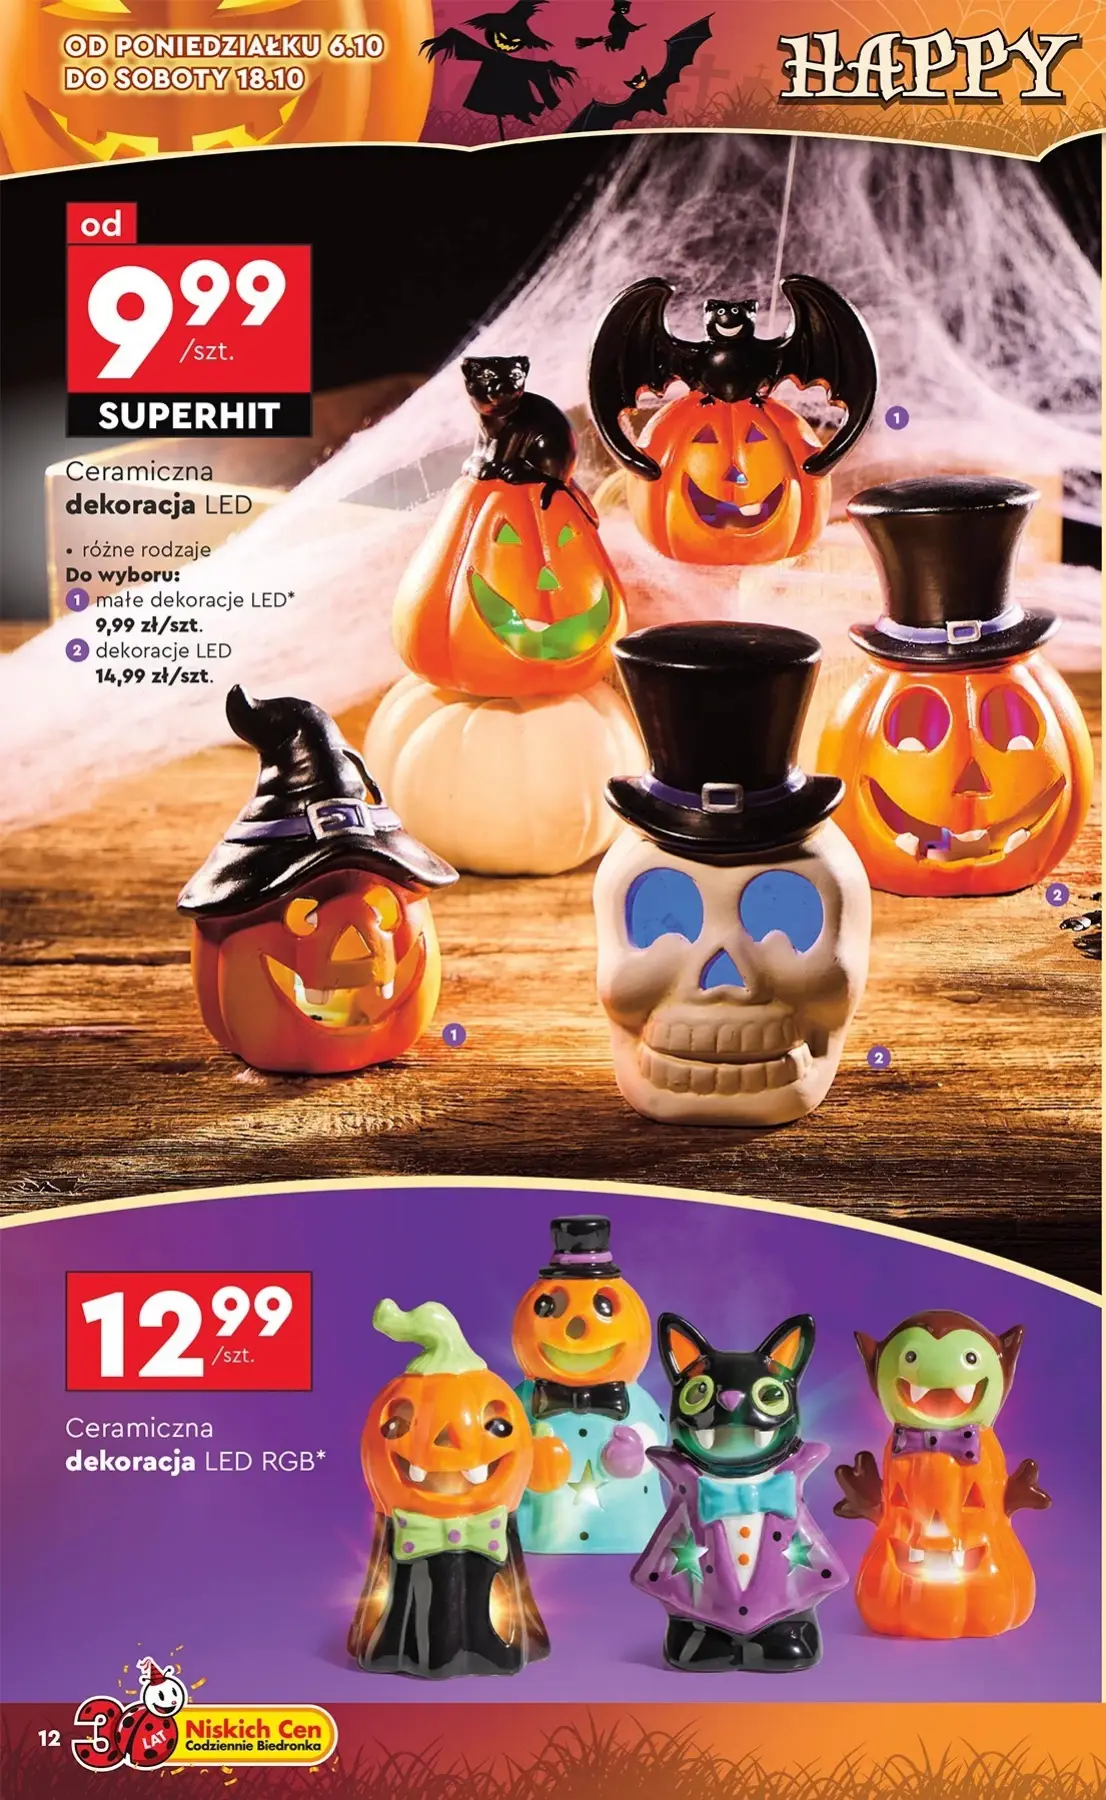 OD PONIEDZIAŁKU 6.10
DO SOBOTY 18.10
HAPPY
od
9 99
/szt.
SUPERHIT
Ceramiczna
dekoracja LED
• różne rodzaje
Do wyboru:
1 małe dekoracje LED*
9,99 zł/szt.
2 dekoracje LED
14,99 zł/szt.
1
2
1
2
12 99
/szt.
Ceramiczna
dekoracja LED RGB*
12
30 LAT
Niskich Cen
Codziennie Biedronka